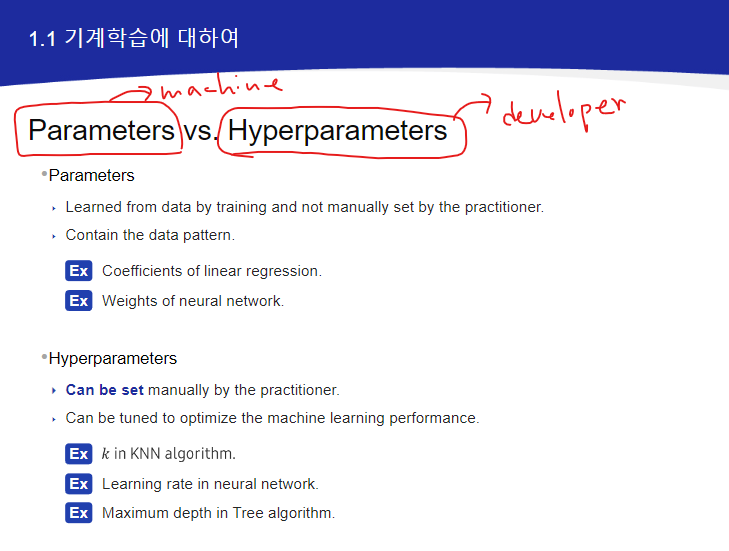 1.1 기계학습에 대하여
machine
developer
Parameters vs. Hyperparameters
•Parameters
‣ Learned from data by training and not manually set by the practitioner.
‣ Contain the data pattern.
Ex Coefficients of linear regression.
Ex Weights of neural network.
•Hyperparameters
‣ Can be set manually by the practitioner.
‣ Can be tuned to optimize the machine learning performance.
Ex k in KNN algorithm.
Ex Learning rate in neural network.
Ex Maximum depth in Tree algorithm.